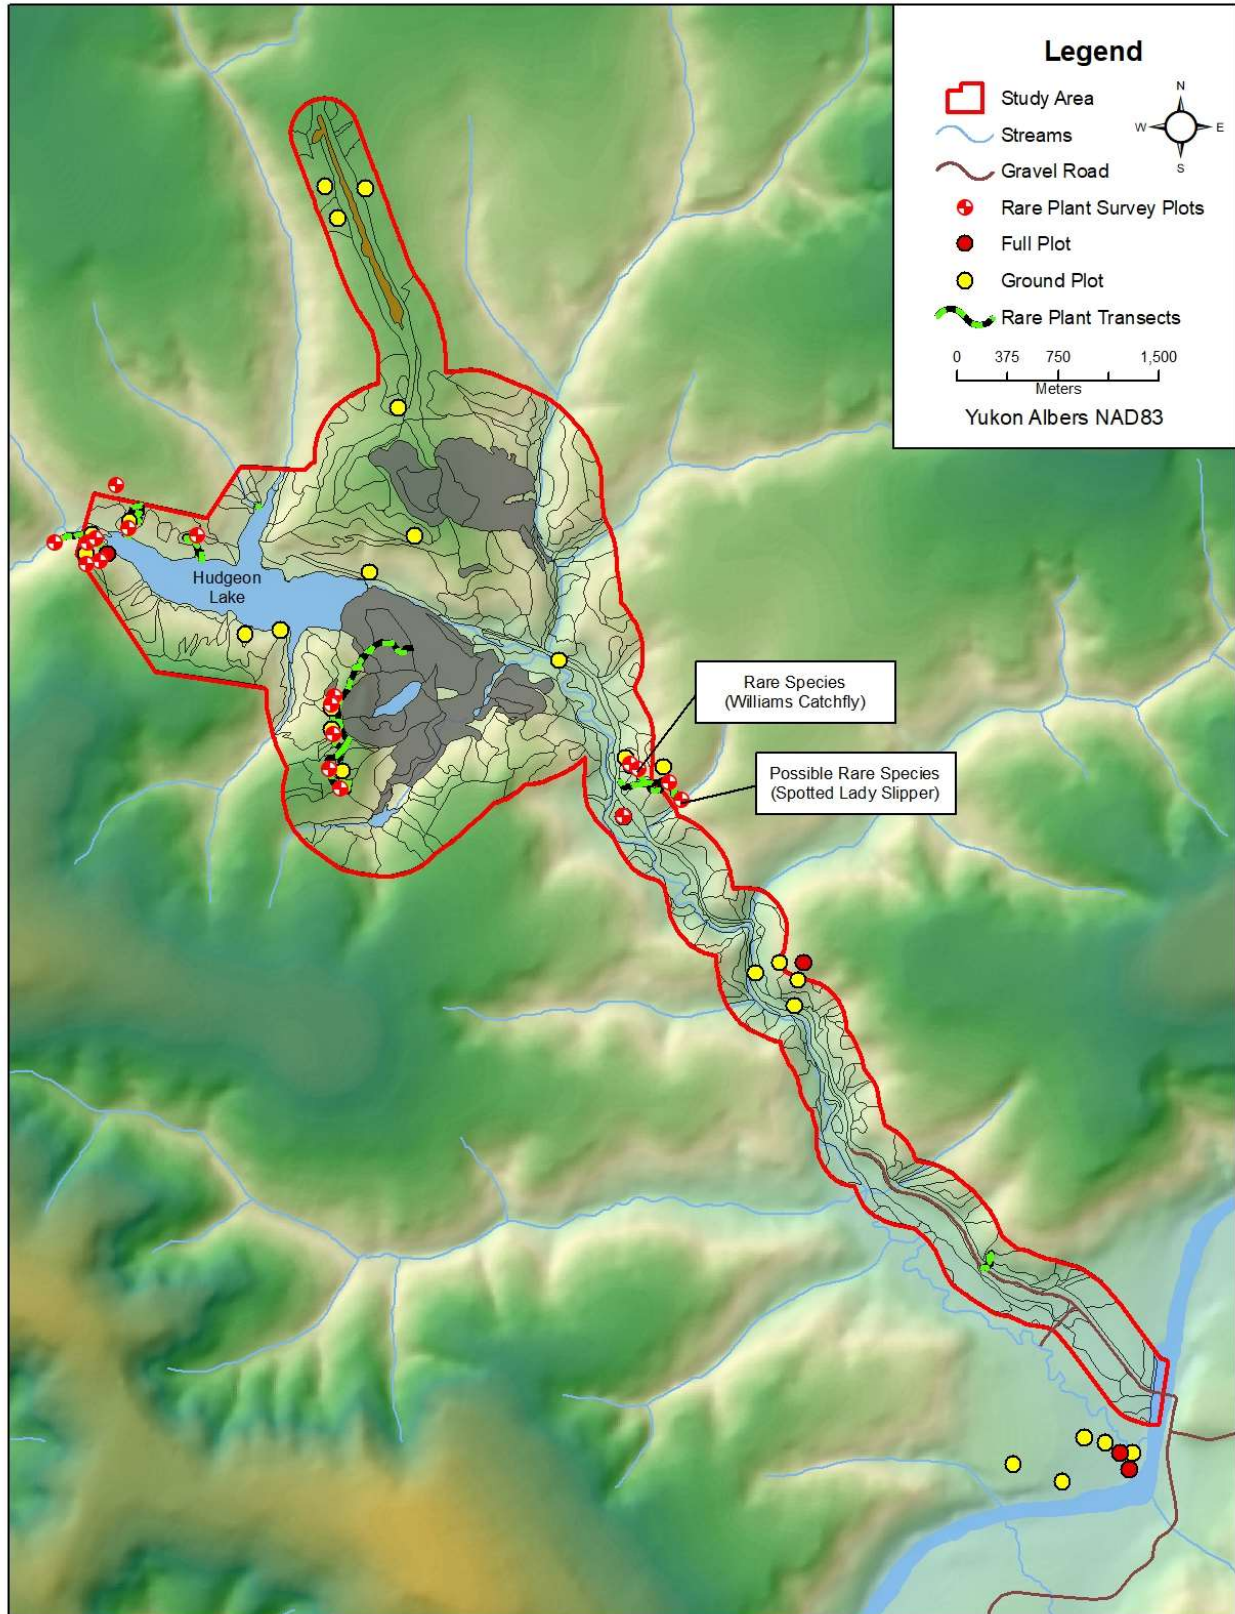 Legend
N
W E
S
Study Area
Streams
Gravel Road
Rare Plant Survey Plots
Full Plot
Ground Plot
Rare Plant Transects
0 375 750 1,500
Meters
Yukon Albers NAD83
Hudgeon
Lake
Rare Species
(Williams Catchfly)
Possible Rare Species
(Spotted Lady Slipper)